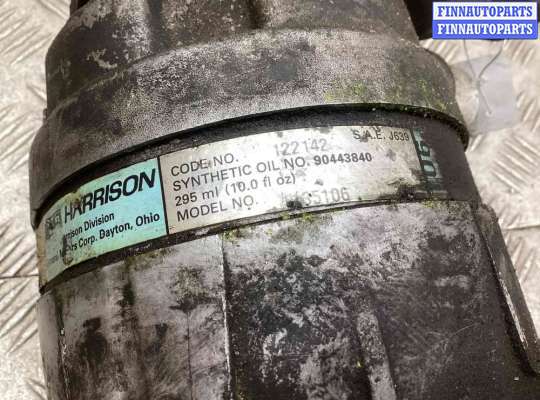 FINNAUTOPARTS
FINNAUTOPARTS
S.A.E. J639
CODE NO. 122142
SYNTHETIC OIL NO. 90443840
295 ml (10.0 fl oz)
MODEL NO.
HARRISON
Division
Corp. Dayton, Ohio